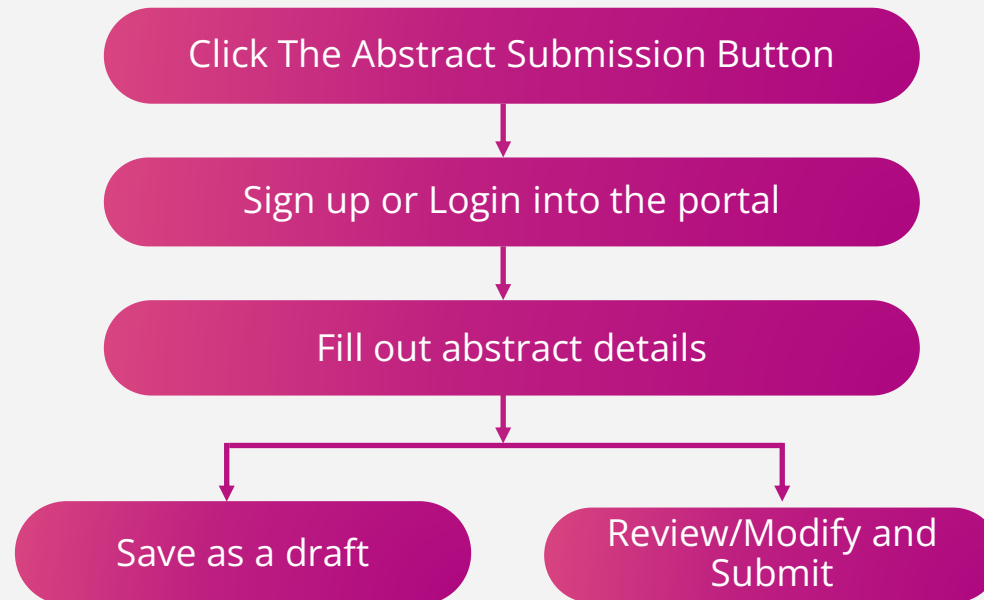 Click The Abstract Submission Button
Sign up or Login into the portal
Fill out abstract details
Save as a draft
Review/Modify and
Submit